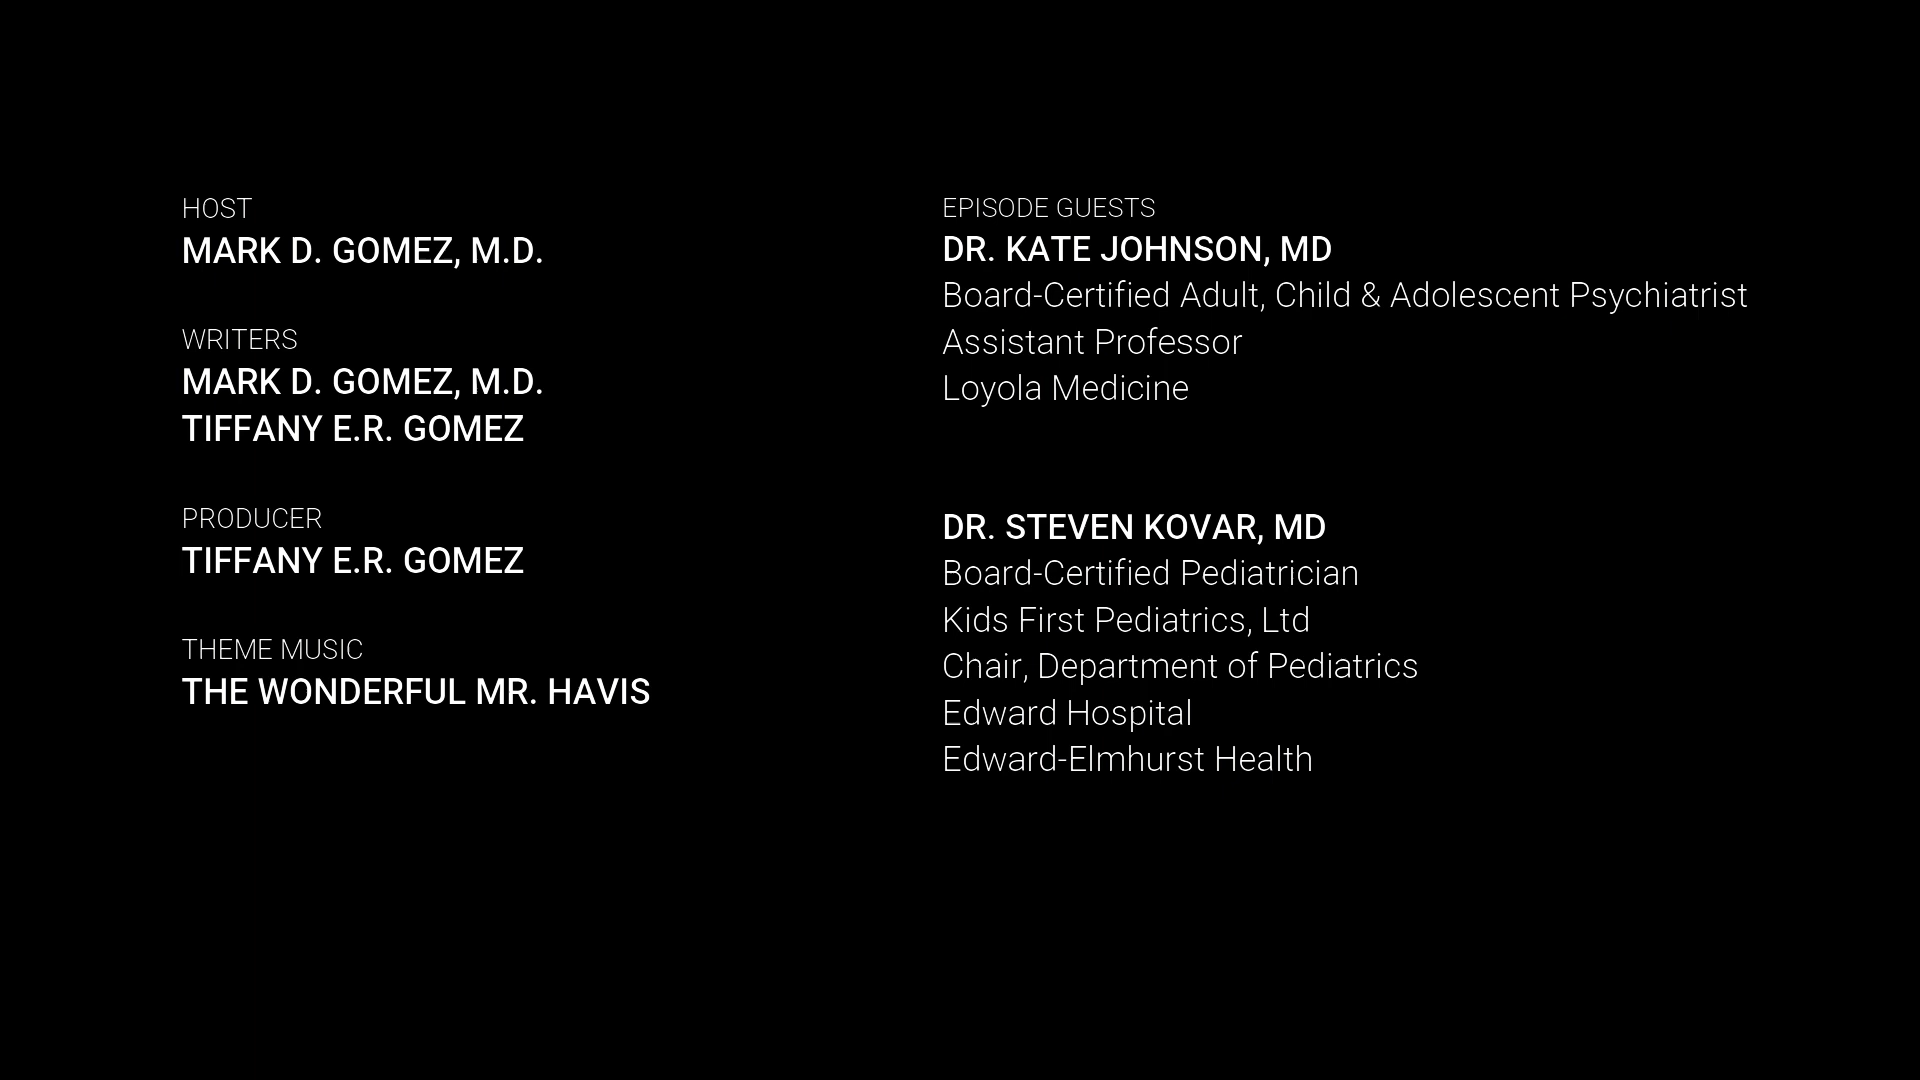 HOST
MARK D. GOMEZ, M.D.
WRITERS
MARK D. GOMEZ, M.D.
TIFFANY E.R. GOMEZ
PRODUCER
TIFFANY E.R. GOMEZ
THEME MUSIC
THE WONDERFUL MR. HAVIS
EPISODE GUESTS
DR. KATE JOHNSON, MD
Board-Certified Adult, Child & Adolescent Psychiatrist
Assistant Professor
Loyola Medicine
DR. STEVEN KOVAR, MD
Board-Certified Pediatrician
Kids First Pediatrics, Ltd
Chair, Department of Pediatrics
Edward Hospital
Edward-Elmhurst Health